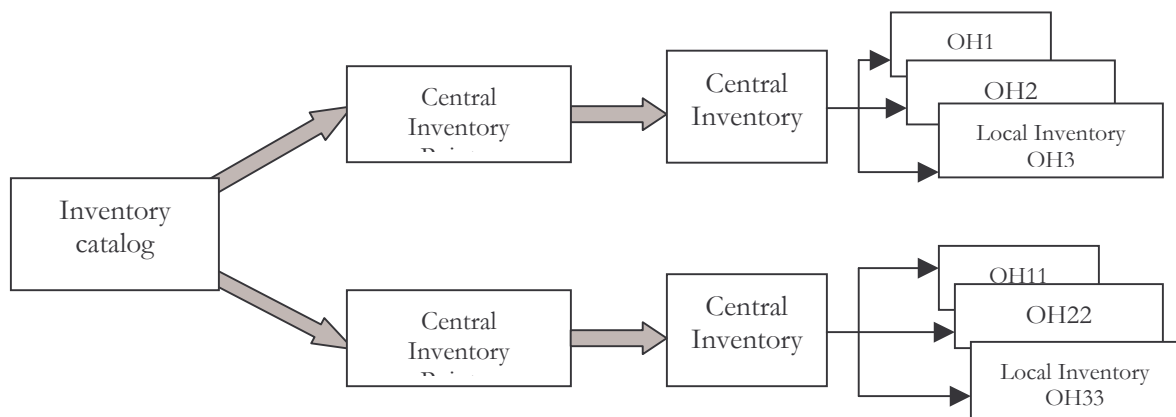 Inventory
catalog
Central
Inventory
Central
Inventory
OH1
OH2
Local Inventory
OH3
Central
Inventory
Central
Inventory
OH11
OH22
Local Inventory
OH33